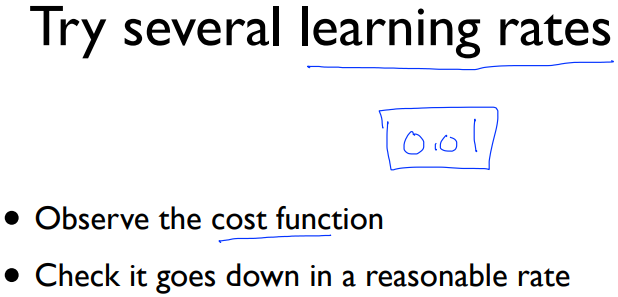 Try several learning rates
0.01
• Observe the cost function
• Check it goes down in a reasonable rate